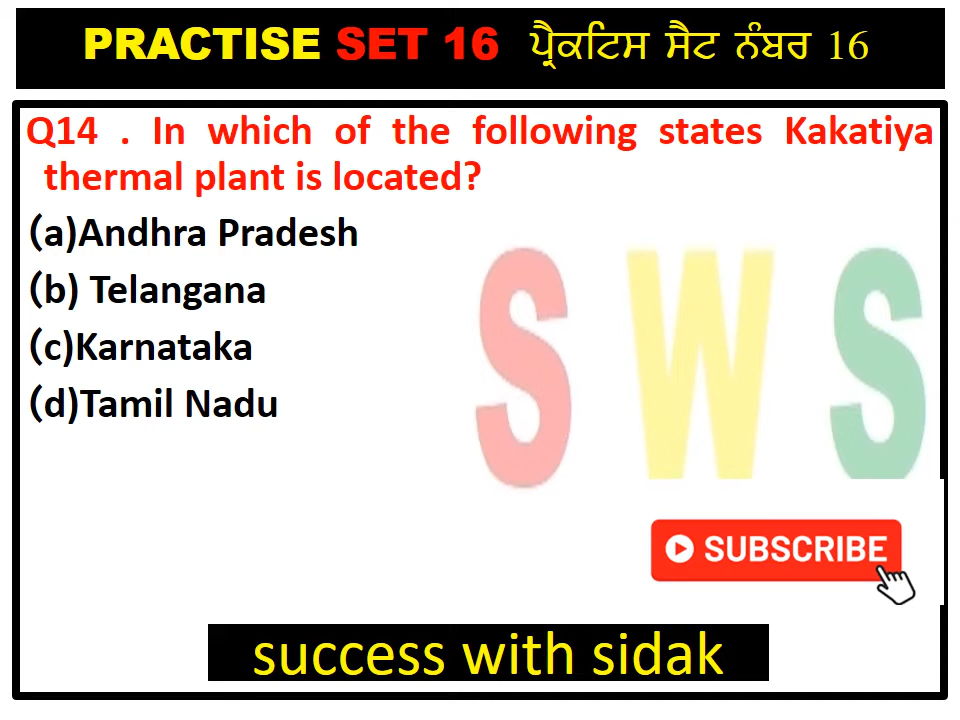 PRACTISE SET 16 ਪ੍ਰੈਕਟਿਸ ਸੈਟ ਨੰਬਰ 16
Q14 . In which of the following states Kakatiya
thermal plant is located?
(a)Andhra Pradesh
(b) Telangana
(c)Karnataka
(d)Tamil Nadu
SWS
SUBSCRIBE
success with sidak